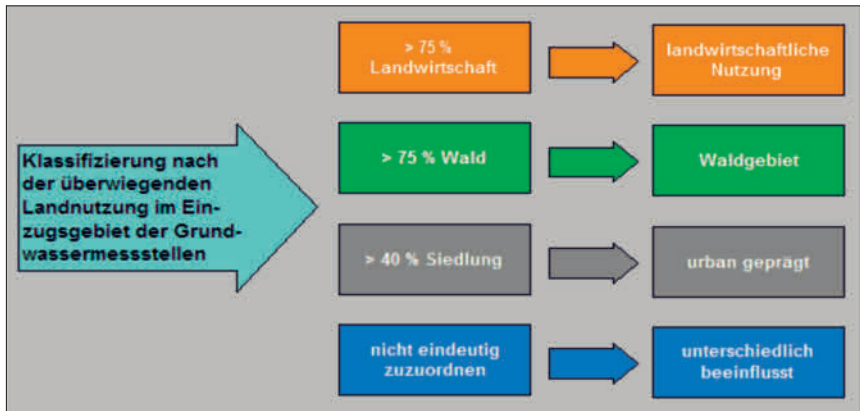 Klassifizierung nach
der überwiegenden
Landnutzung im Ein-
zugsgebiet der Grund-
wassermessstellen
> 75 %
Landwirtschaft
landwirtschaftliche
Nutzung
> 75 % Wald
Waldgebiet
> 40 % Siedlung
urban geprägt
nicht eindeutig
zuzuordnen
unterschiedlich
beeinflusst